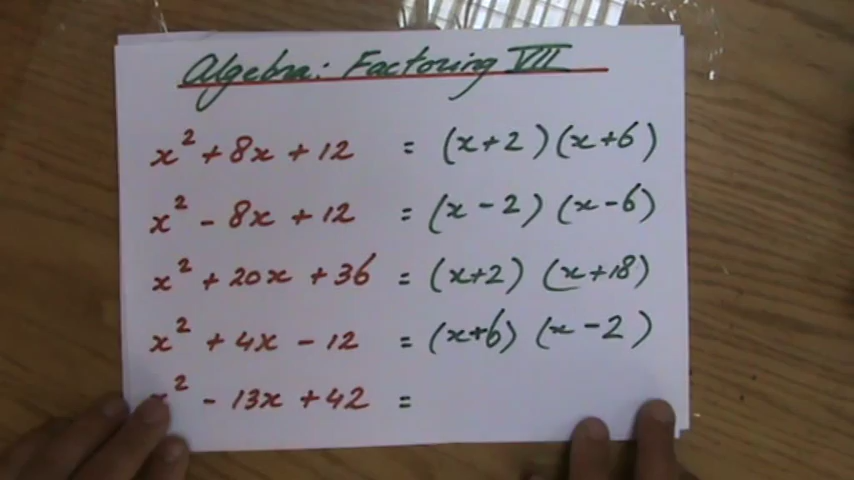 Algebra: Factoring VII
x² + 8x + 12 = (x+2)(x+6)
x² - 8x + 12 = (x-2)(x-6)
x² + 20x + 36 = (x+2)(x+18)
x² + 4x - 12 = (x+6)(x-2)
x² - 13x + 42 =